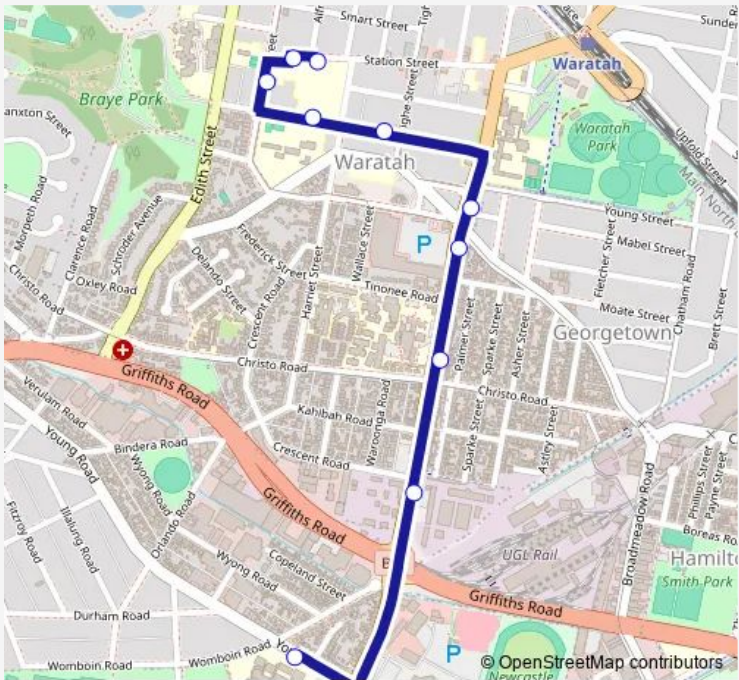 Smart Street
Station Street
Waratah
Braye Park
Waratah
Park
Upfold Street
Main North
Edith Street
Waratah
Morpeth Road
Clarence Road
Schroder Avenue
Young Street
Mabel Street
Frederick Street
Wallace Street
P
Fletcher Street
Delando Street
Harriet Street
Tinonee Road
Oxley Road
Christo Road
Crescent Road
Moate Street
Chatham Road
Brett Street
Palmer Street
Sparke Street
Asher Street
Georgetown
Griffiths Road
Christo Road
Christo Road
Verulam Road
Kahibah Road
Waroonga Road
Sparke Street
Astley Street
Young Road
Bindera Road
Crescent Road
Wyong Road
Orlando Road
Griffiths Road
Broadmeadow Road
Phillips Street
Payne Street
Fitzroy Road
Illalung Road
Boreas Ro
UGL Rail
Hamilto
Smith Park
Copeland Street
Wyong Road
Griffiths Road
Durham Road
Womboin Road
Womboin Road
P
Newcastle
© OpenStreetMap contributors